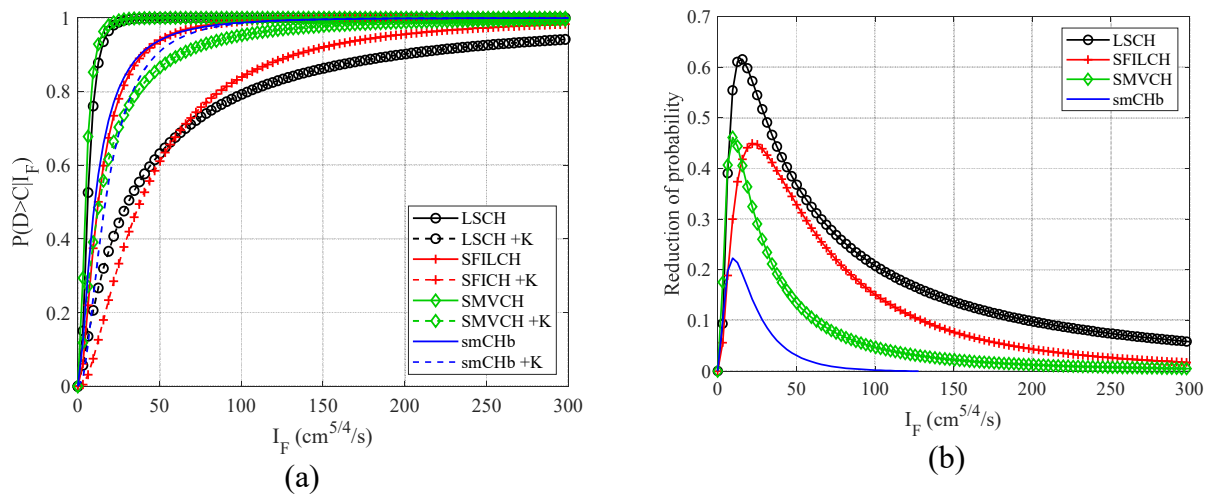 1
0.8
0.6
0.4
0.2
0
0
50
100
150
200
250
300
P(D>C|I_F)
I_F (cm^5/4/s)
LSCH
LSCH +K
SFILCH
SFICH +K
SMVCH
SMVCH +K
smCHb
smCHb +K
(a)
0.7
0.6
0.5
0.4
0.3
0.2
0.1
0
0
50
100
150
200
250
300
Reduction of probability
I_F (cm^5/4/s)
LSCH
SFILCH
SMVCH
smCHb
(b)